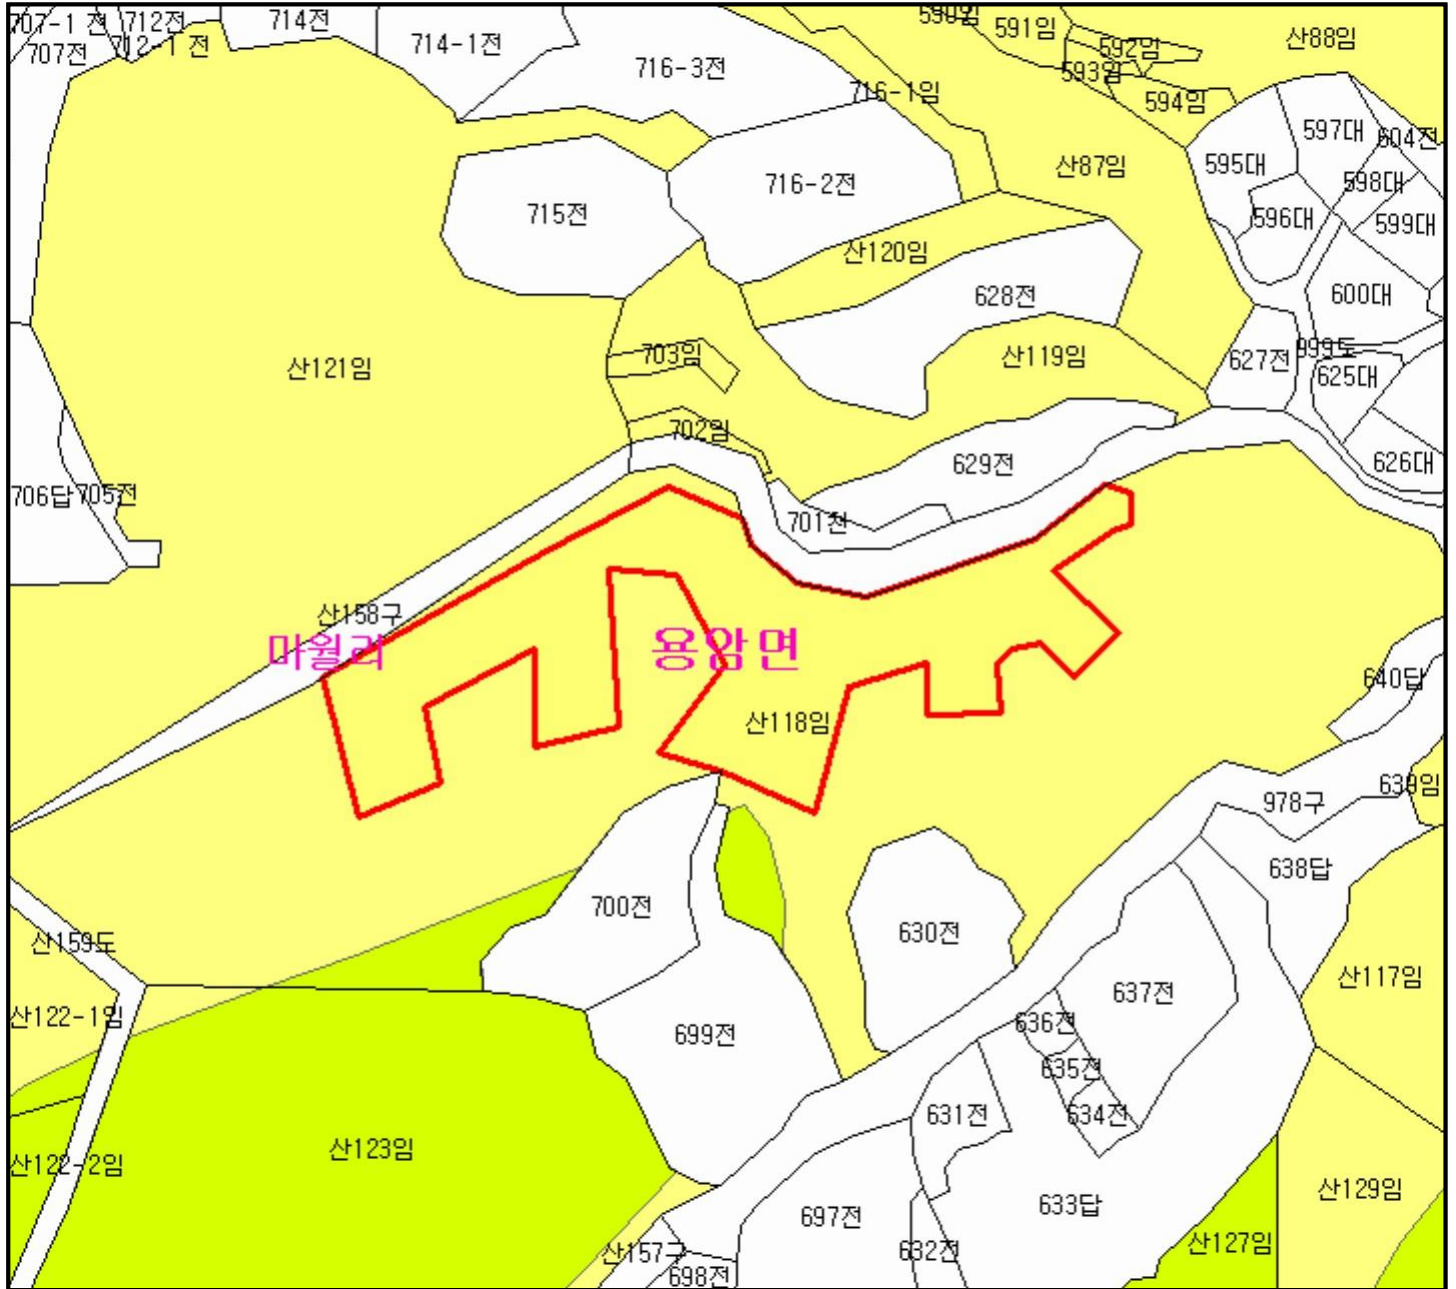 707-1 전
712전
714전
590임
591임
산88임
707전
712-1 전
714-1전
592임
716-3전
593임
716-1임
594임
597대
604전
산87임
595대
716-2전
598대
715전
596대
599대
산120임
628전
600대
703임
산119임
627전
999도
산121임
625대
702임
629전
626대
706답
705전
701전
산158구
마월리
용암면
640답
산118임
639임
978구
638답
700전
630전
산159도
산117임
637전
산122-1임
636전
699전
635전
631전
634전
산123임
산122-2임
산129임
633답
697전
산127임
산157구
632전
698전